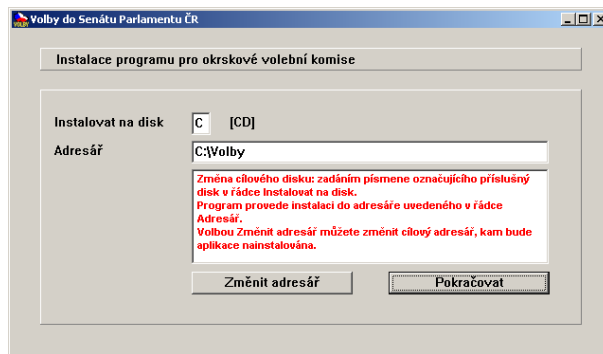 Volby do Senátu Parlamentu ČR
Instalace programu pro okrskové volební komise
Instalovat na disk C [CD]
Adresář C:\Volby
Změna cílového disku: zadáním písmene označujícího příslušný
disk v řádce Instalovat na disk.
Program provede instalaci do adresáře uvedeného v řádce
Adresář.
Volbou Změnit adresář můžete změnit cílový adresář, kam bude
aplikace nainstalována.
Změnit adresář Pokračovat